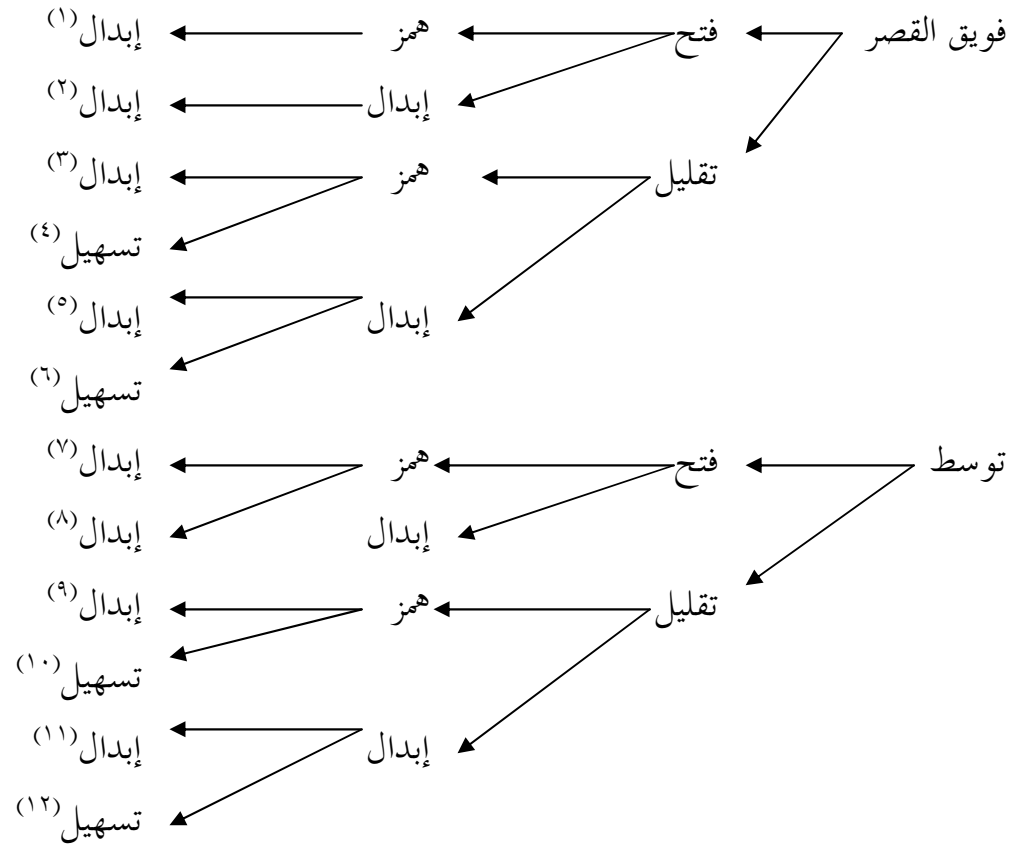 فويق القصر فتح همز إبدال(١)
إبدال إبدال(٢)
تقليل همز إبدال(٣)
تسهيل(٤)
إبدال إبدال(٥)
تسهيل(٦)
توسط فتح همز إبدال(٧)
إبدال إبدال(٨)
تقليل همز إبدال(٩)
تسهيل(١٠)
إبدال إبدال(١١)
تسهيل(١٢)